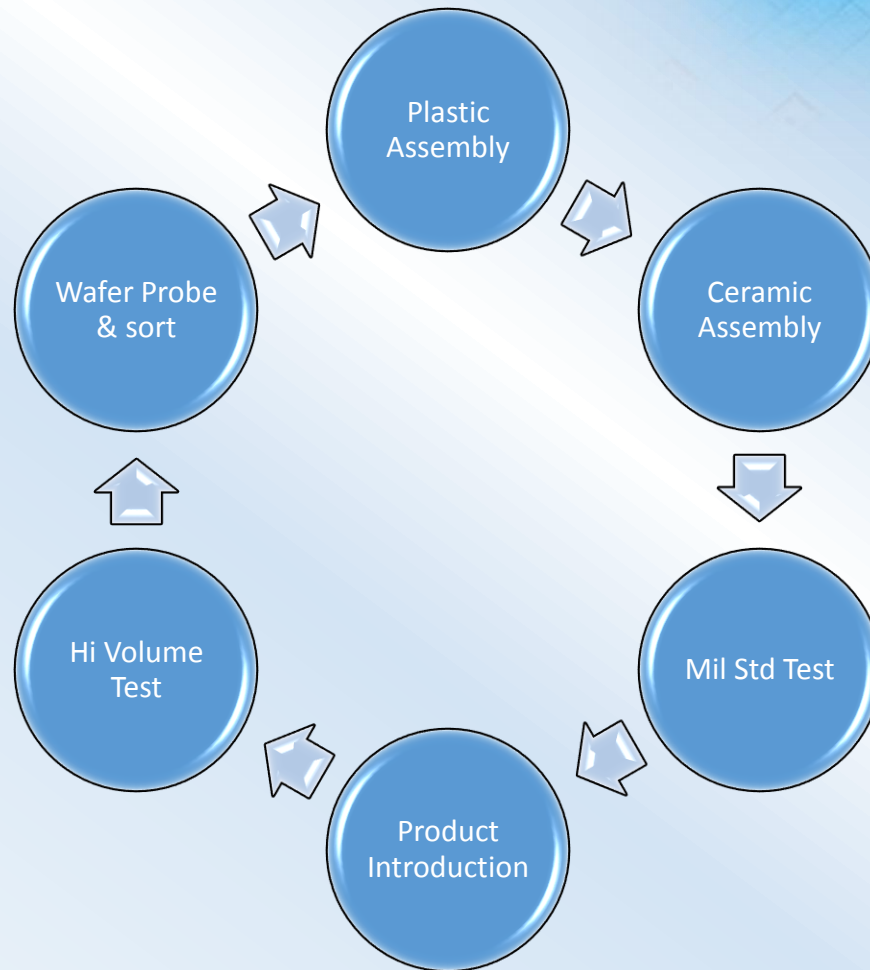 Plastic
Assembly
Ceramic
Assembly
Mil Std Test
Product
Introduction
Hi Volume
Test
Wafer Probe
& sort